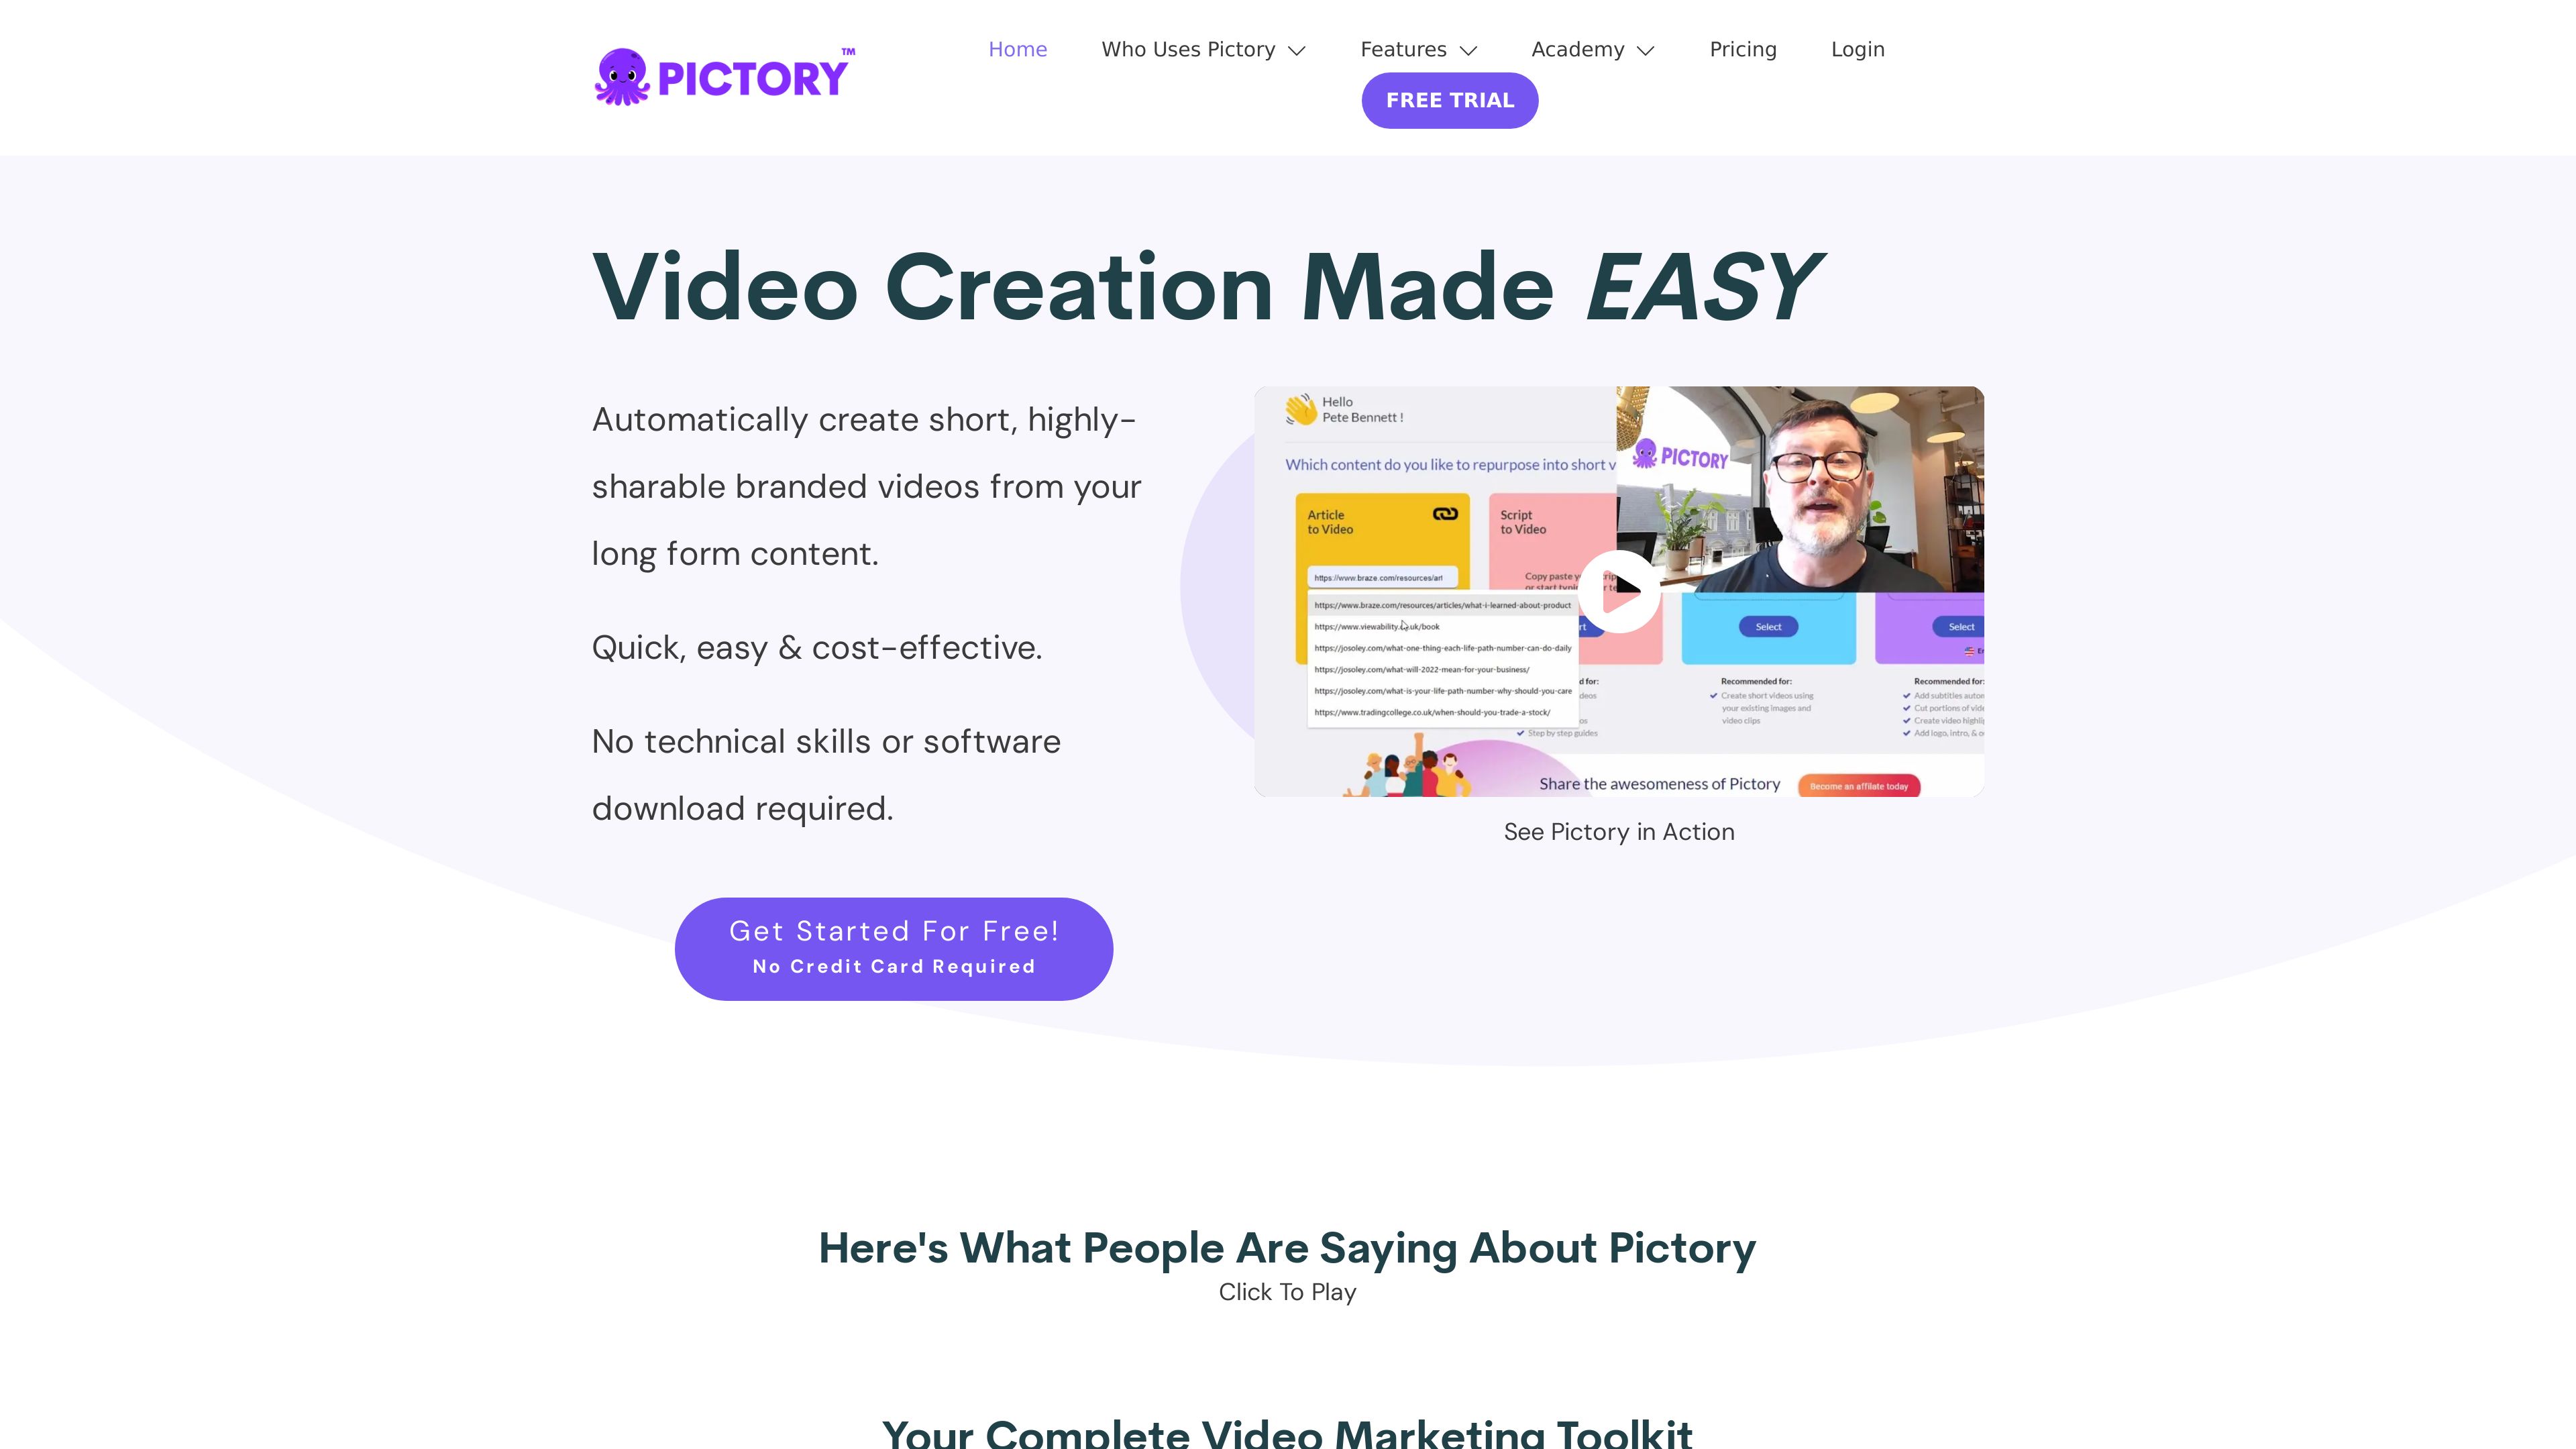 PICTORY™
Home
Who Uses Pictory
Features
Academy
Pricing
Login
FREE TRIAL
Video Creation Made EASY
Automatically create short, highly-
sharable branded videos from your
long form content.
Quick, easy & cost-effective.
No technical skills or software
download required.
Get Started For Free!
No Credit Card Required
Hello
Pete Bennett !
Which content do you like to repurpose into short v
PICTORY
Article
to Video
Script
to Video
https://www.braze.com/resources/art
Copy paste
https://www.braze.com/resources/articles/what-i-learned-about-product
https://www.viewability.
uk/book
https://josoley.com/what-one-thing-each-life-path-number-can-do-daily
https://josoley.com/what-will-2022-mean-for-your-business/
https://josoley.com/what-is-your-life-path-number-why-should-you-care
https://www.tradingcollege.co.uk/when-should-you-trade-a-stock/
Select
Select
d for:
Step by step guides
Recommended for:
Create short videos using
your existing images and
video clips
Recommended for:
Add subtitles
Cut portions of
Create video
Add logo, intro, &
Share the awesomeness of Pictory
Become an affilate today
See Pictory in Action
Here's What People Are Saying About Pictory
Click To Play
Your Complete Video Marketing Toolkit